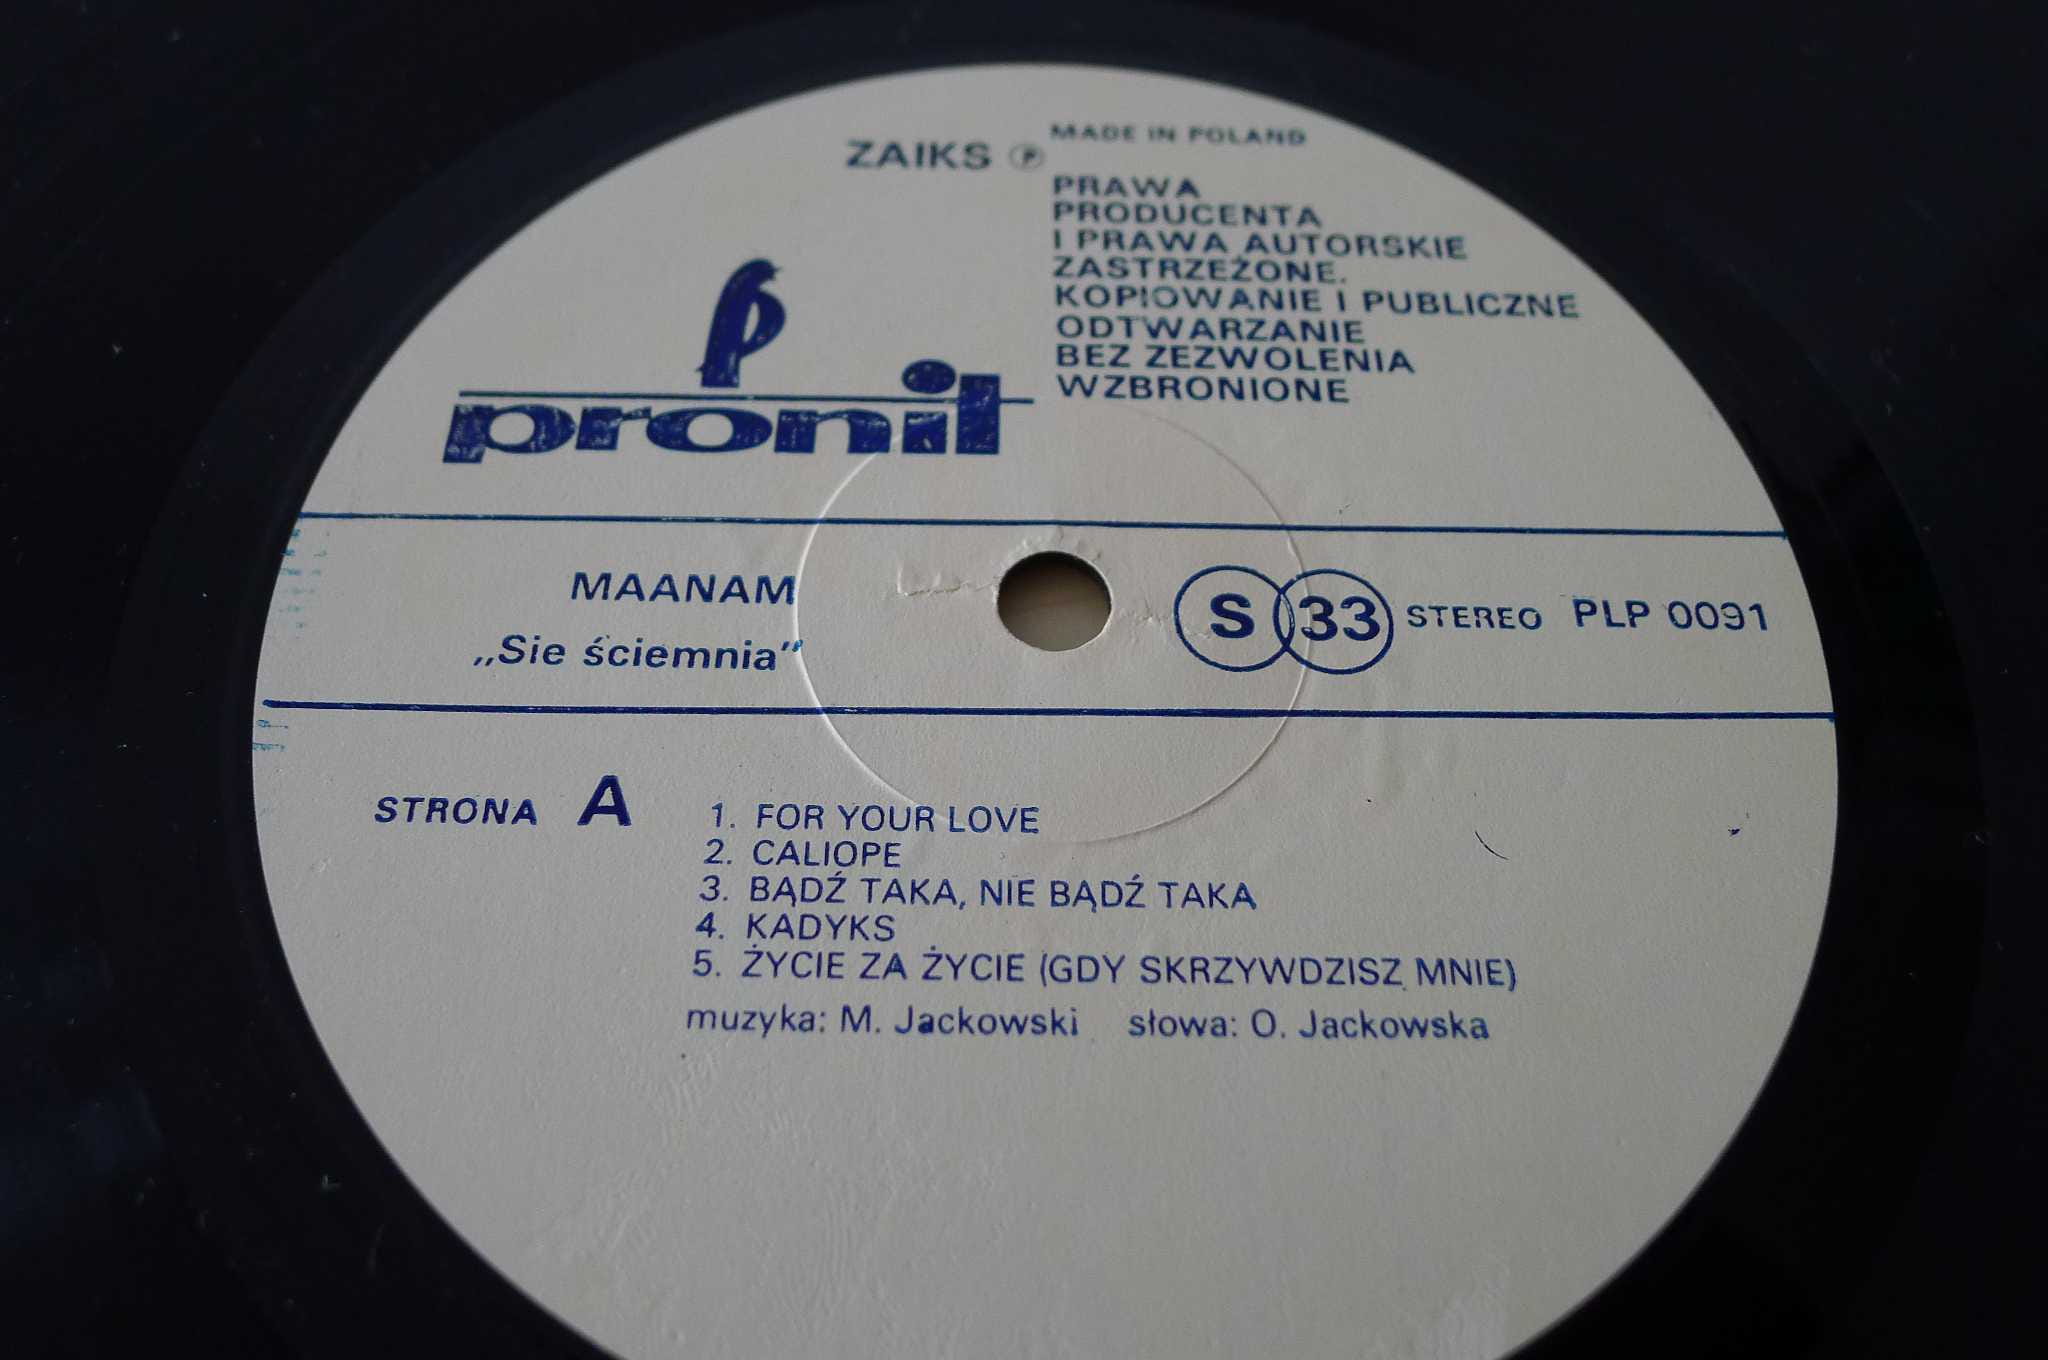 MADE IN POLAND
ZAIKS ℗
PRAWA
PRODUCENTA
I PRAWA AUTORSKIE
ZASTRZEŻONE.
KOPIOWANIE I PUBLICZNE
ODTWARZANIE
BEZ ZEZWOLENIA
WZBRONIONE
pronit
MAANAM
„Sie ściemnia”
S 33 STEREO PLP 0091
STRONA A
1. FOR YOUR LOVE
2. CALIOPE
3. BĄDŹ TAKA, NIE BĄDŹ TAKA
4. KADYKS
5. ŻYCIE ZA ŻYCIE (GDY SKRZYWDZISZ MNIE)
muzyka: M. Jackowski słowa: O. Jackowska